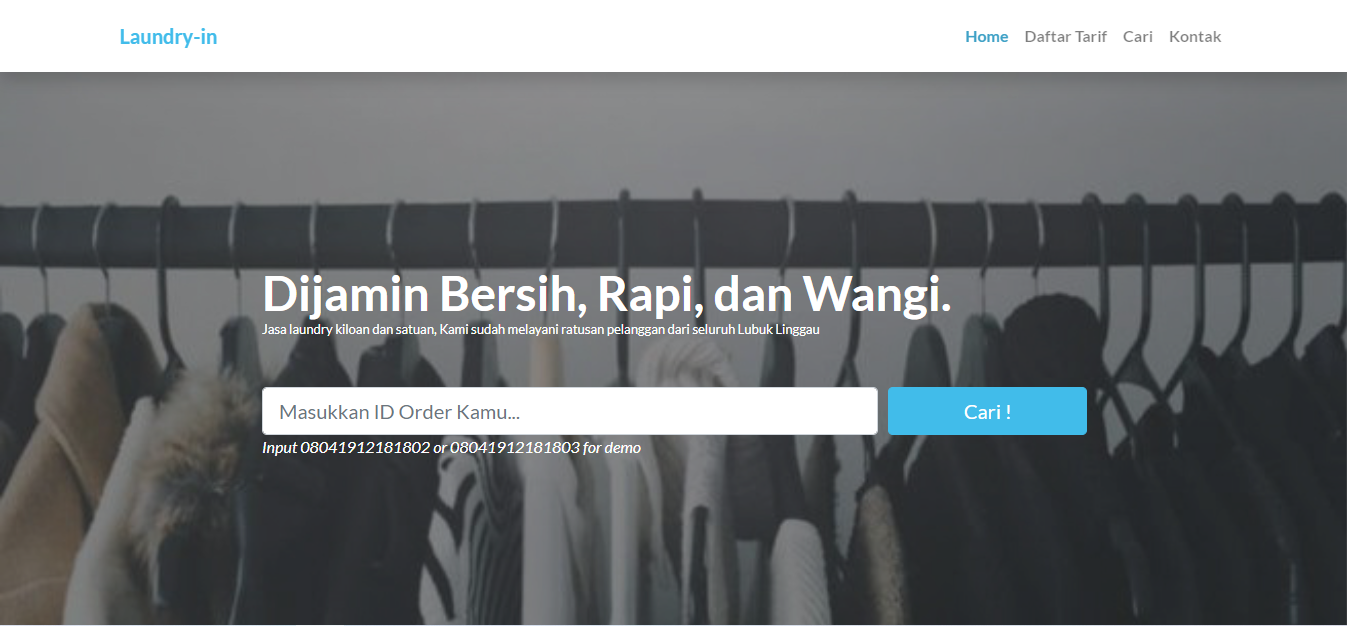 Laundry-in
Home Daftar Tarif Cari Kontak
Dijamin Bersih, Rapi, dan Wangi.
Jasa laundry kiloan dan satuan, Kami sudah melayani ratusan pelanggan dari seluruh Lubuk Linggau
Masukkan ID Order Kamu...
Cari !
Input 08041912181802 or 08041912181803 for demo